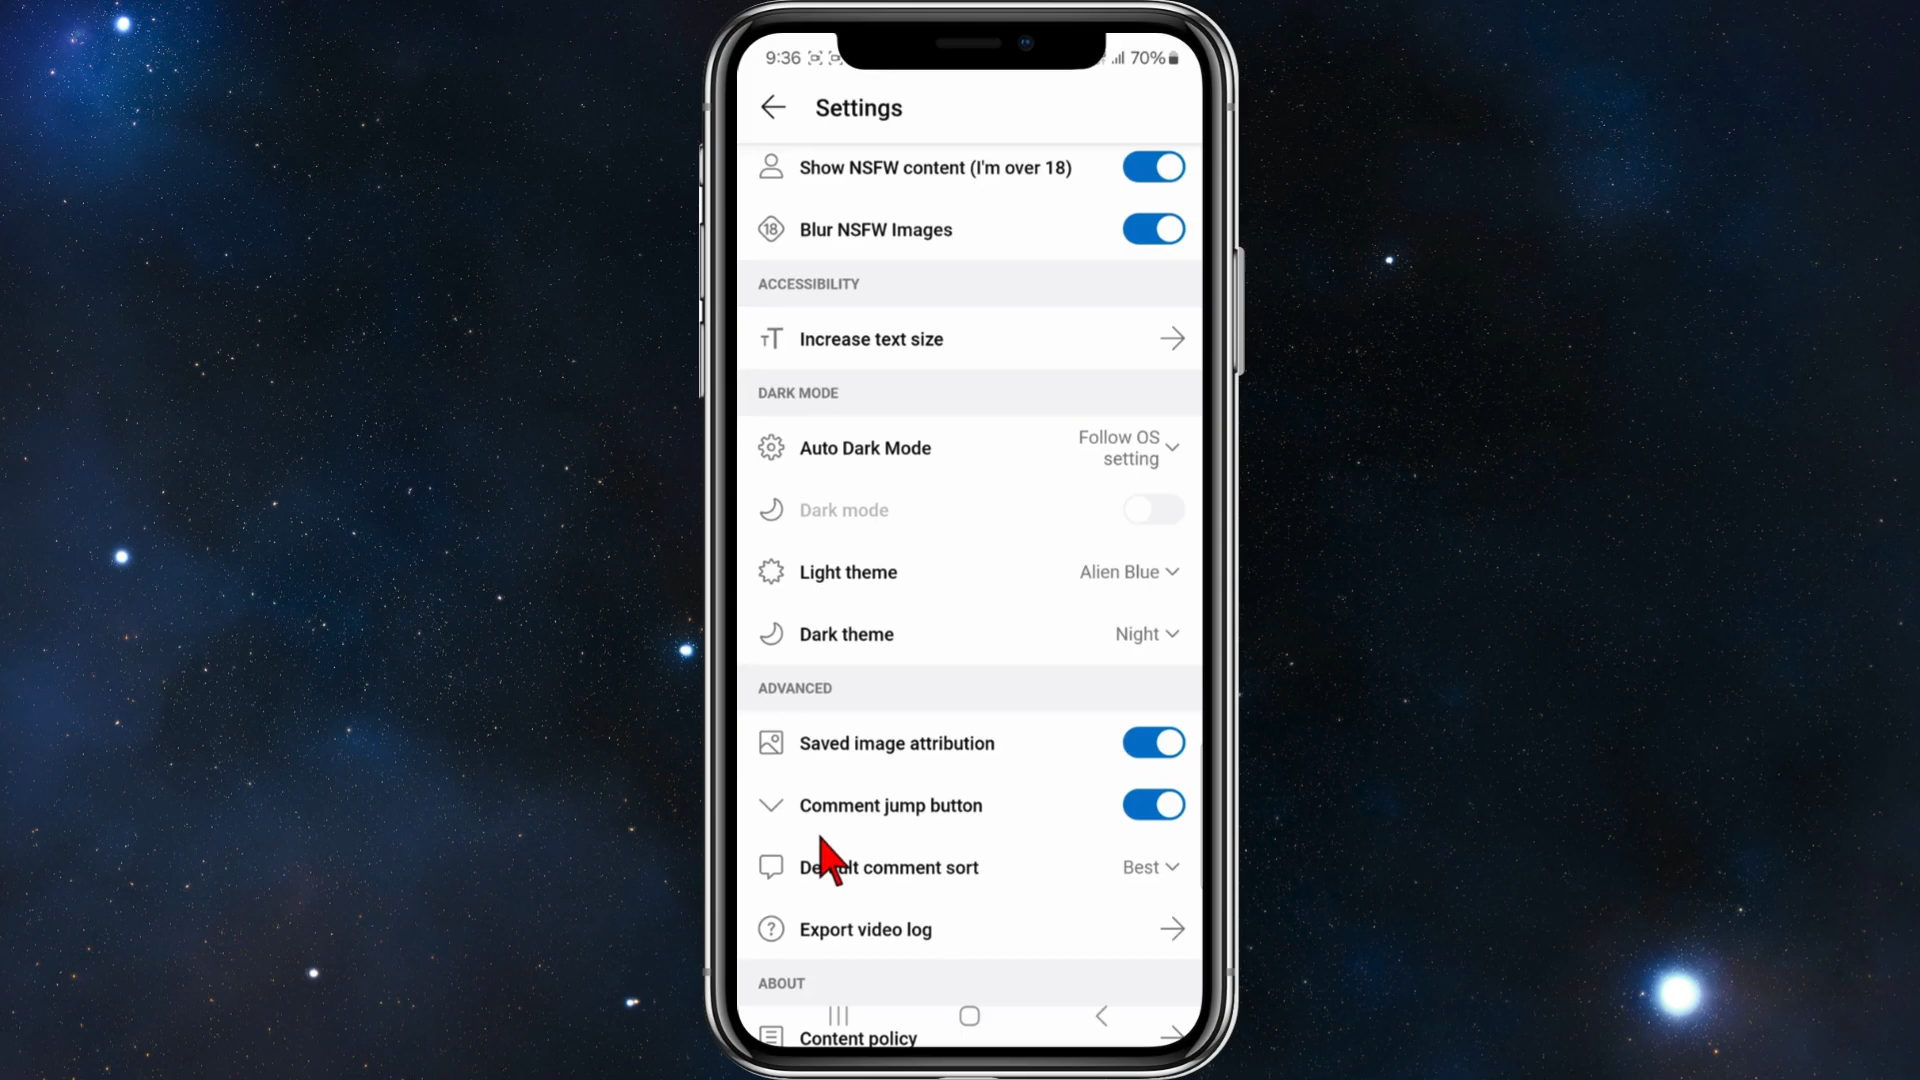 9:36
70%
Settings
Show NSFW content (I'm over 18)
18
Blur NSFW Images
ACCESSIBILITY
TT Increase text size
DARK MODE
Auto Dark Mode
Follow OS
setting
Dark mode
Light theme
Alien Blue
Dark theme
Night
ADVANCED
Saved image attribution
Comment jump button
comment sort
Best
?
Export video log
ABOUT
Content policy